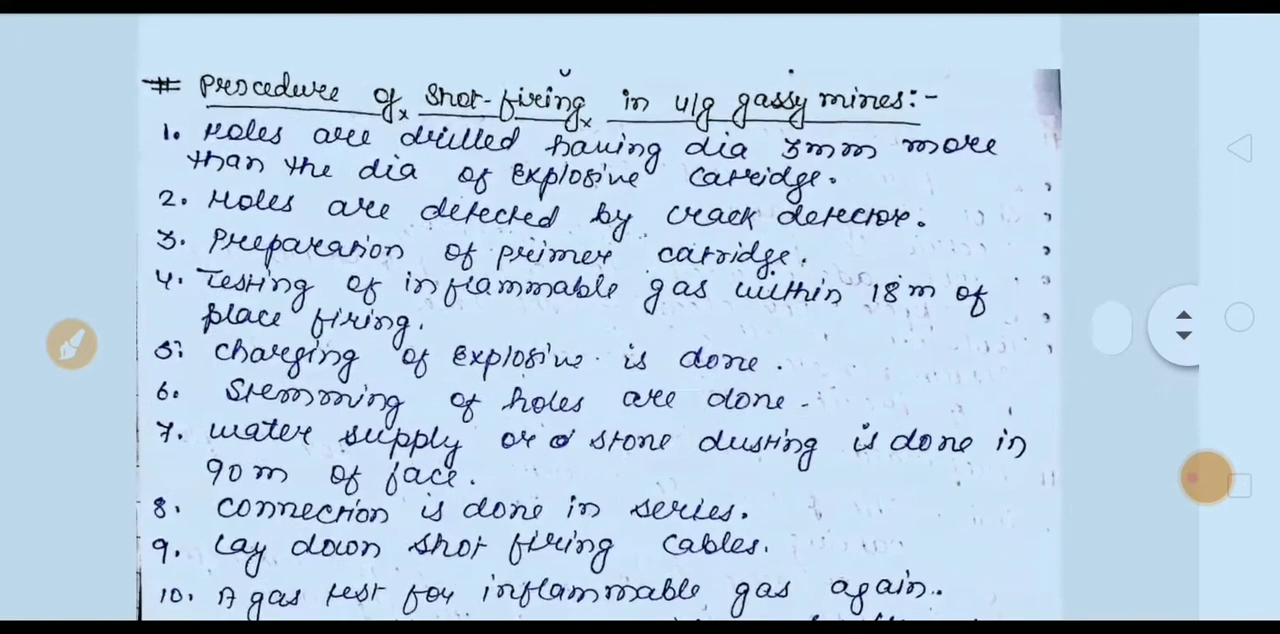 # Procedure of shot-firing in u/g gassy mines:-
1. Holes are drilled having dia 3mm more
than the dia of explosive catridge.
2. Holes are detected by crack detector.
3. Preparation of primer catridge.
4. Testing of inflammable gas within 18m of
place firing.
5. charging of explosive is done.
6. Stemming of holes are done.
7. water supply or stone dusting is done in
90m of face.
8. connection is done in series.
9. Lay down shot firing cables.
10. A gas test for inflammable gas again.